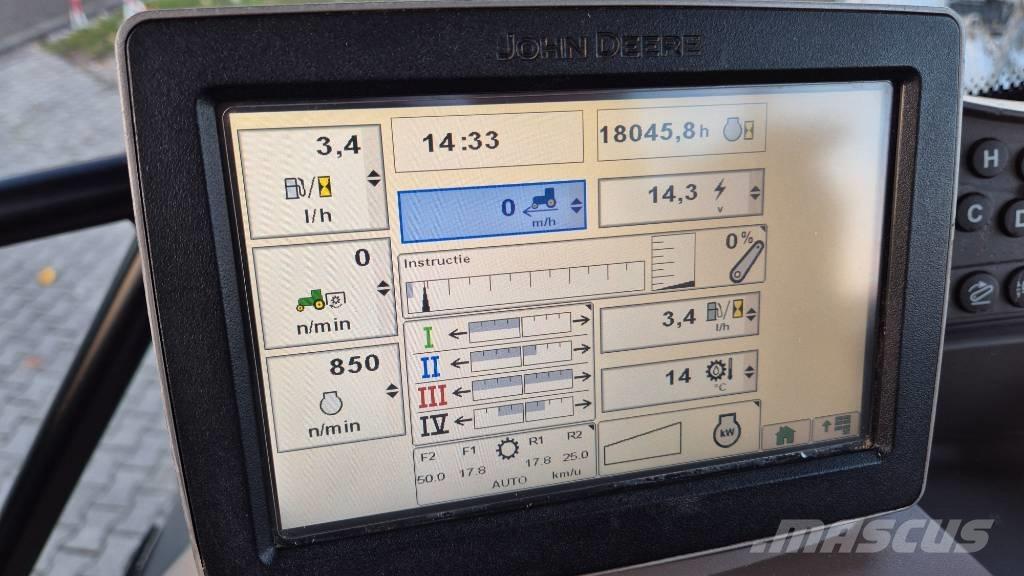 JOHN DEERE
3,4
l/h
0
n/min
850
n/min
14:33
0
m/h
18045,8 h
14,3
v
Instructie
0 %
I
II
III
IV
3,4
l/h
14
°C
F2 F1 R1 R2
50.0 17.8 17.8 25.0
AUTO km/u
kW
H
C
D
MASCUS